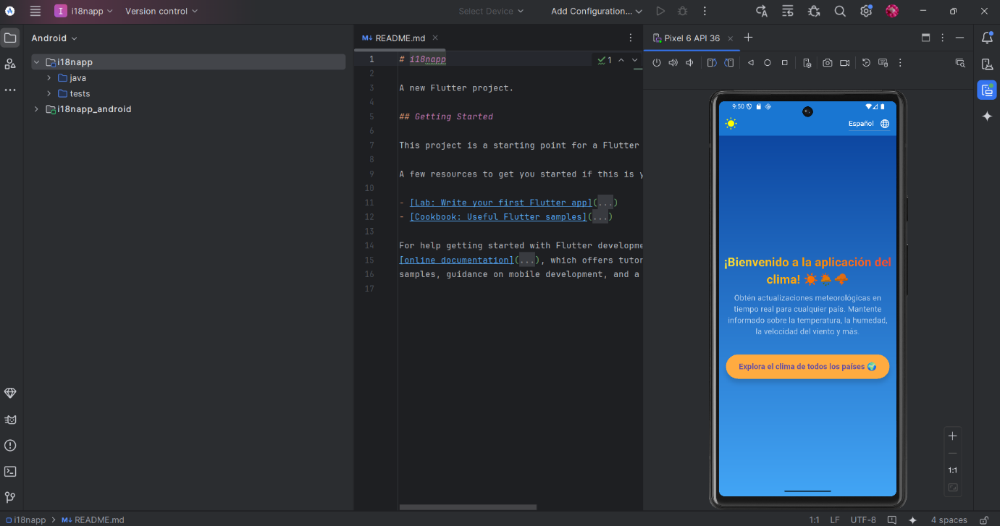 I i18napp Version control Select Device Add Configuration...
Android
i18napp
java
tests
i18napp_android
M↓ README.md
1 # i18napp
1
2
3 A new Flutter project.
4
5 ## Getting Started
6
7 This project is a starting point for a Flutter
8
9 A few resources to get you started if this is y
10
11 - [Lab: Write your first Flutter app](...)
12 - [Cookbook: Useful Flutter samples](...)
13
14 For help getting started with Flutter developme
15 [online documentation](...), which offers tutor
16 samples, guidance on mobile development, and a
17
Pixel 6 API 36
9:50
Español
¡Bienvenido a la aplicación del
clima!
Obtén actualizaciones meteorológicas en
tiempo real para cualquier país. Mantente
informado sobre la temperatura, la humedad,
la velocidad del viento y más.
Explora el clima de todos los países
1:1
i18napp > M↓ README.md
1:1 LF UTF-8 4 spaces